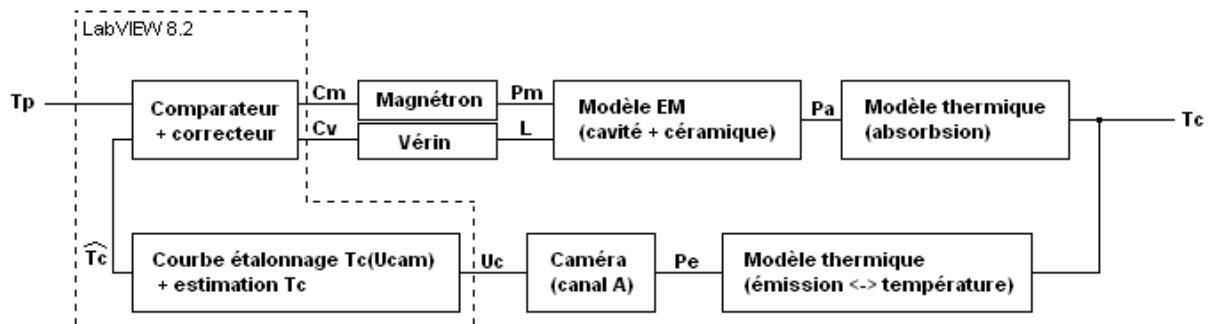 LabVIEW 8.2
Tp
Comparateur
+ correcteur
Cm
Cv
Magnétron
Vérin
Pm
L
Modèle EM
(cavité + céramique)
Pa
Modèle thermique
(absorbsion)
Tc
T̂c
Courbe étalonnage Tc(Ucam)
+ estimation Tc
Uc
Caméra
(canal A)
Pe
Modèle thermique
(émission <-> température)